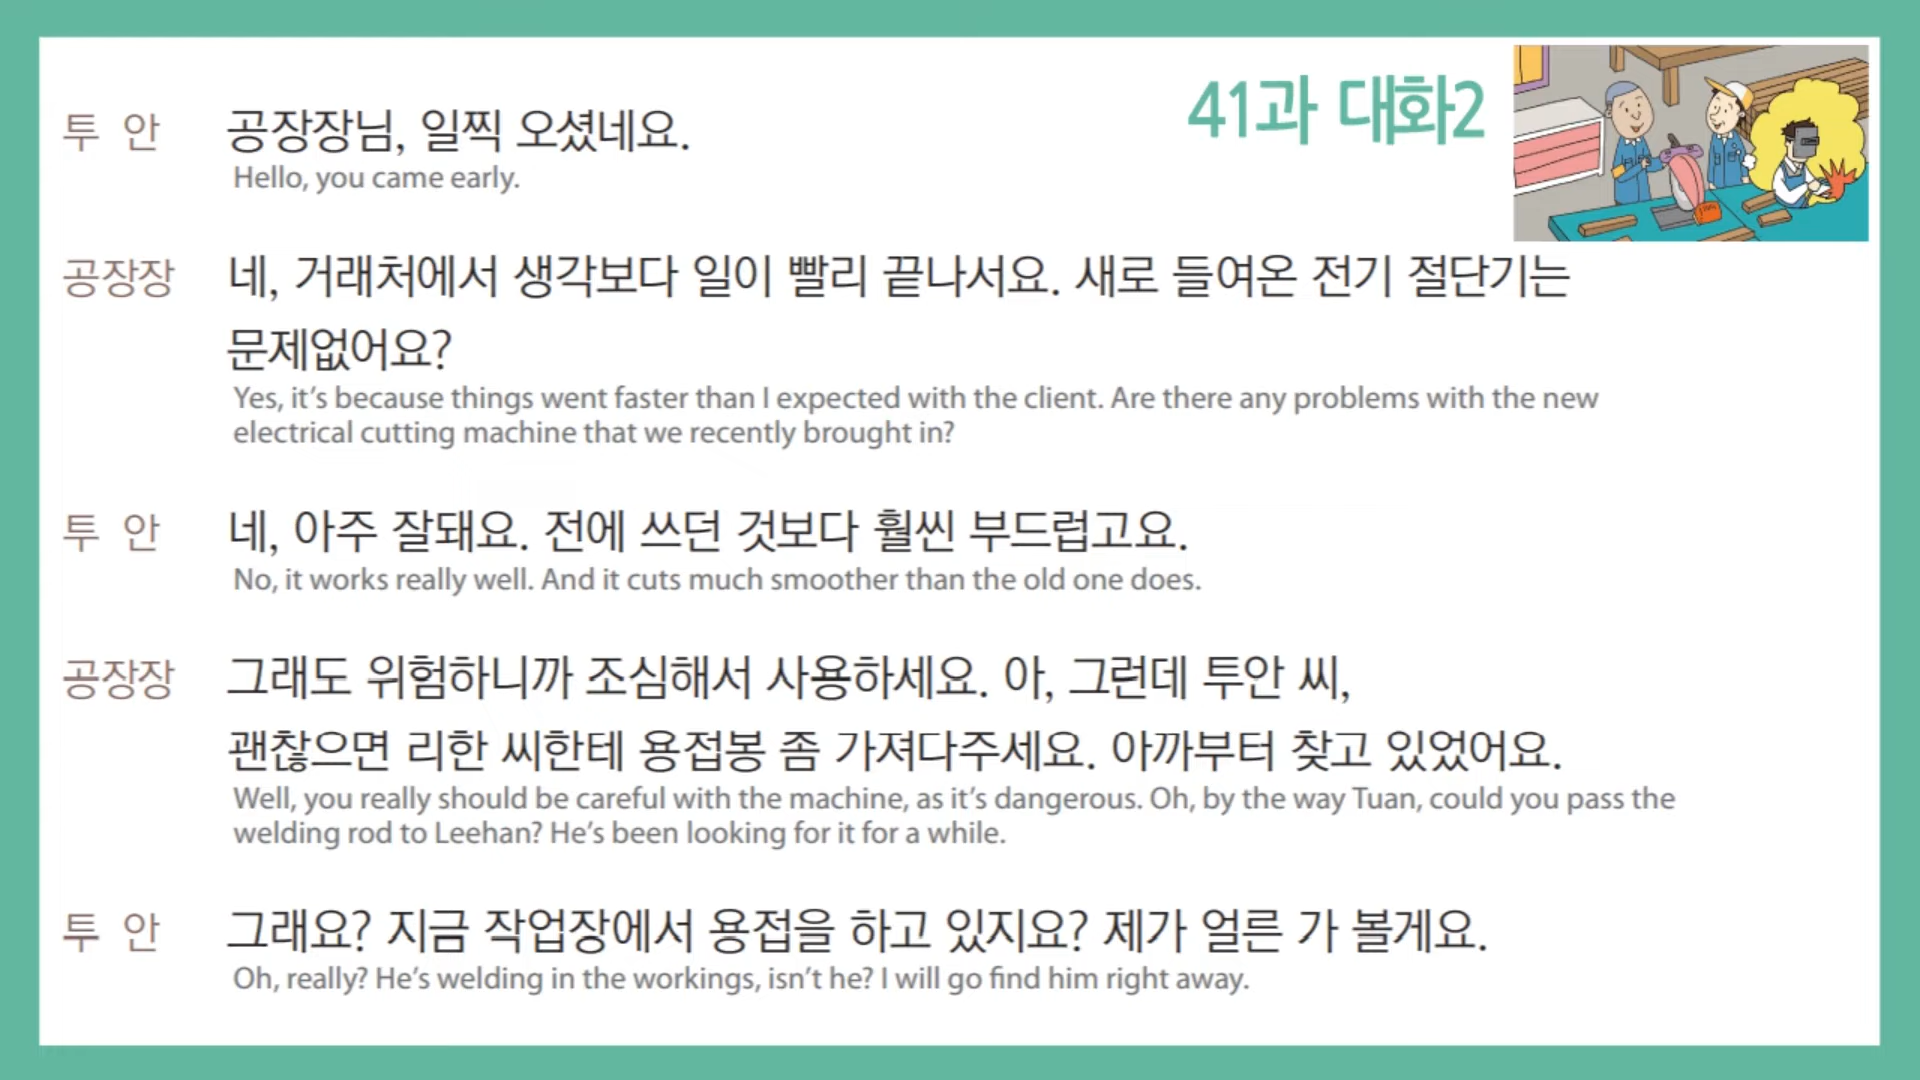 41과 대화2
투 안 공장장님, 일찍 오셨네요.
Hello, you came early.
공장장 네, 거래처에서 생각보다 일이 빨리 끝나서요. 새로 들여온 전기 절단기는
문제없어요?
Yes, it’s because things went faster than I expected with the client. Are there any problems with the new
electrical cutting machine that we recently brought in?
투 안 네, 아주 잘돼요. 전에 쓰던 것보다 훨씬 부드럽고요.
No, it works really well. And it cuts much smoother than the old one does.
공장장 그래도 위험하니까 조심해서 사용하세요. 아, 그런데 투안 씨,
괜찮으면 리한 씨한테 용접봉 좀 가져다주세요. 아까부터 찾고 있었어요.
Well, you really should be careful with the machine, as it’s dangerous. Oh, by the way Tuan, could you pass the
welding rod to Leehan? He’s been looking for it for a while.
투 안 그래요? 지금 작업장에서 용접을 하고 있지요? 제가 얼른 가 볼게요.
Oh, really? He’s welding in the workings, isn’t he? I will go find him right away.